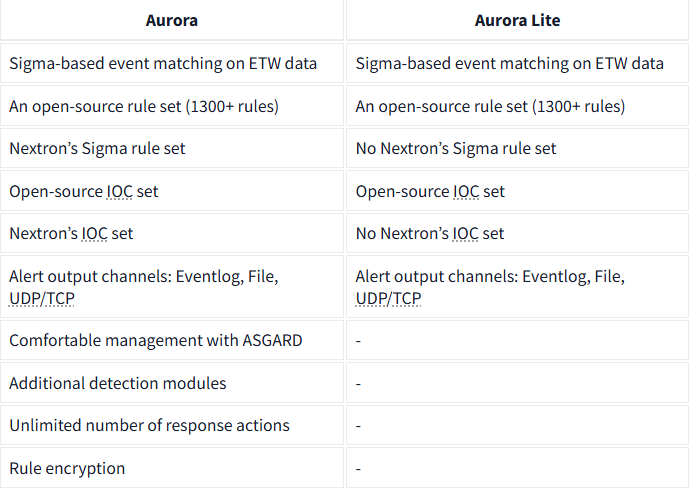 Aurora
Aurora Lite
Sigma-based event matching on ETW data
Sigma-based event matching on ETW data
An open-source rule set (1300+ rules)
An open-source rule set (1300+ rules)
Nextron’s Sigma rule set
No Nextron’s Sigma rule set
Open-source IOC set
Open-source IOC set
Nextron’s IOC set
No Nextron’s IOC set
Alert output channels: Eventlog, File,
UDP/TCP
Alert output channels: Eventlog, File,
UDP/TCP
Comfortable management with ASGARD
-
Additional detection modules
-
Unlimited number of response actions
-
Rule encryption
-